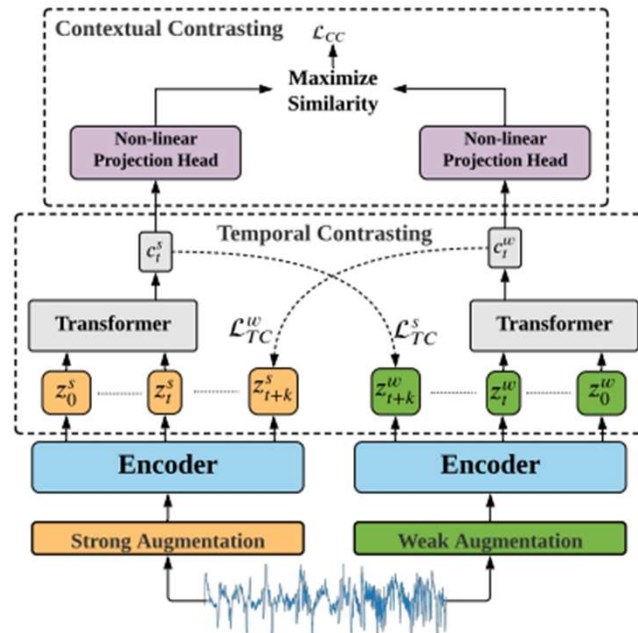 Contextual Contrasting
ℒ_CC
Maximize
Similarity
Non-linear
Projection Head
Non-linear
Projection Head
Temporal Contrasting
c_t^s
c_t^w
Transformer
ℒ_TC^w
ℒ_TC^s
Transformer
z_0^s
z_t^s
z_{t+k}^s
z_{t+k}^w
z_t^w
z_0^w
Encoder
Encoder
Strong Augmentation
Weak Augmentation